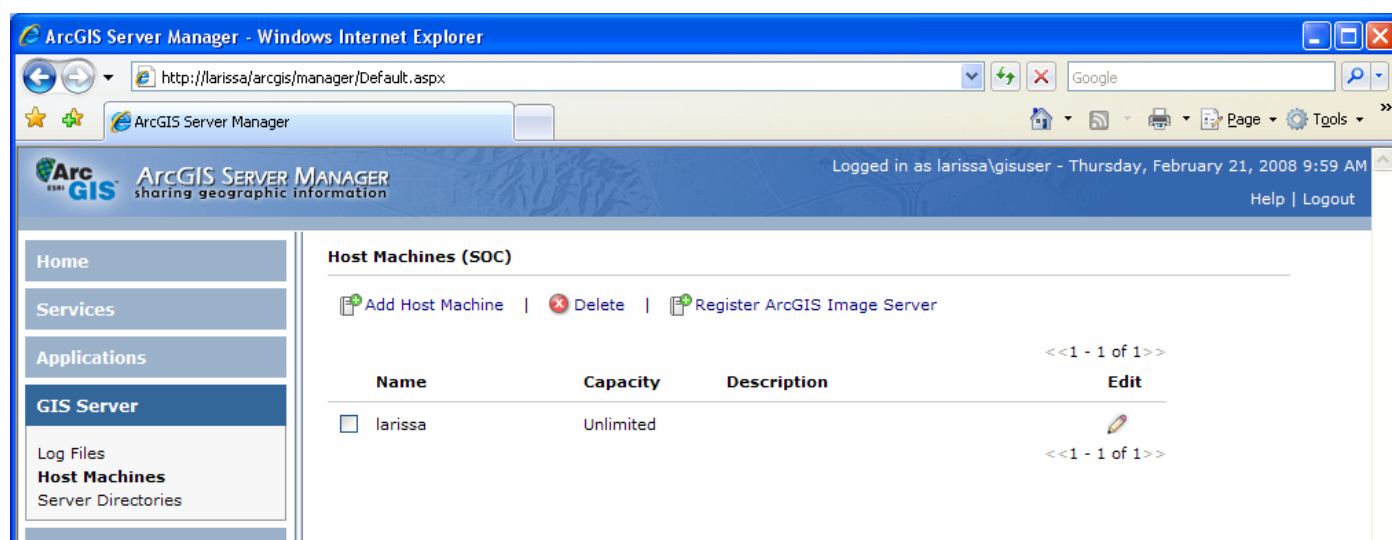 ArcGIS Server Manager - Windows Internet Explorer
http://larissa/arcgis/manager/Default.aspx
Google
ArcGIS Server Manager
Page
Tools
»
Arc
ESRI GIS
ArcGIS Server Manager
sharing geographic information
Logged in as larissa\gisuser - Thursday, February 21, 2008 9:59 AM
Help | Logout
Home
Services
Applications
GIS Server
Log Files
Host Machines
Server Directories
Host Machines (SOC)
Add Host Machine | Delete | Register ArcGIS Image Server
<<1 - 1 of 1>>
Name Capacity Description Edit
larissa Unlimited
<<1 - 1 of 1>>